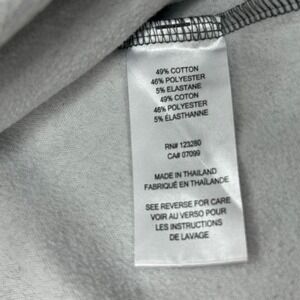 49% COTTON
46% POLYESTER
5% ELASTANE
49% COTON
46% POLYESTER
5% ÉLASTHANNE
RN# 123280
CA# 07099
MADE IN THAILAND
FABRIQUÉ EN THAÏLANDE
SEE REVERSE FOR CARE
VOIR AU VERSO POUR
LES INSTRUCTIONS
DE LAVAGE